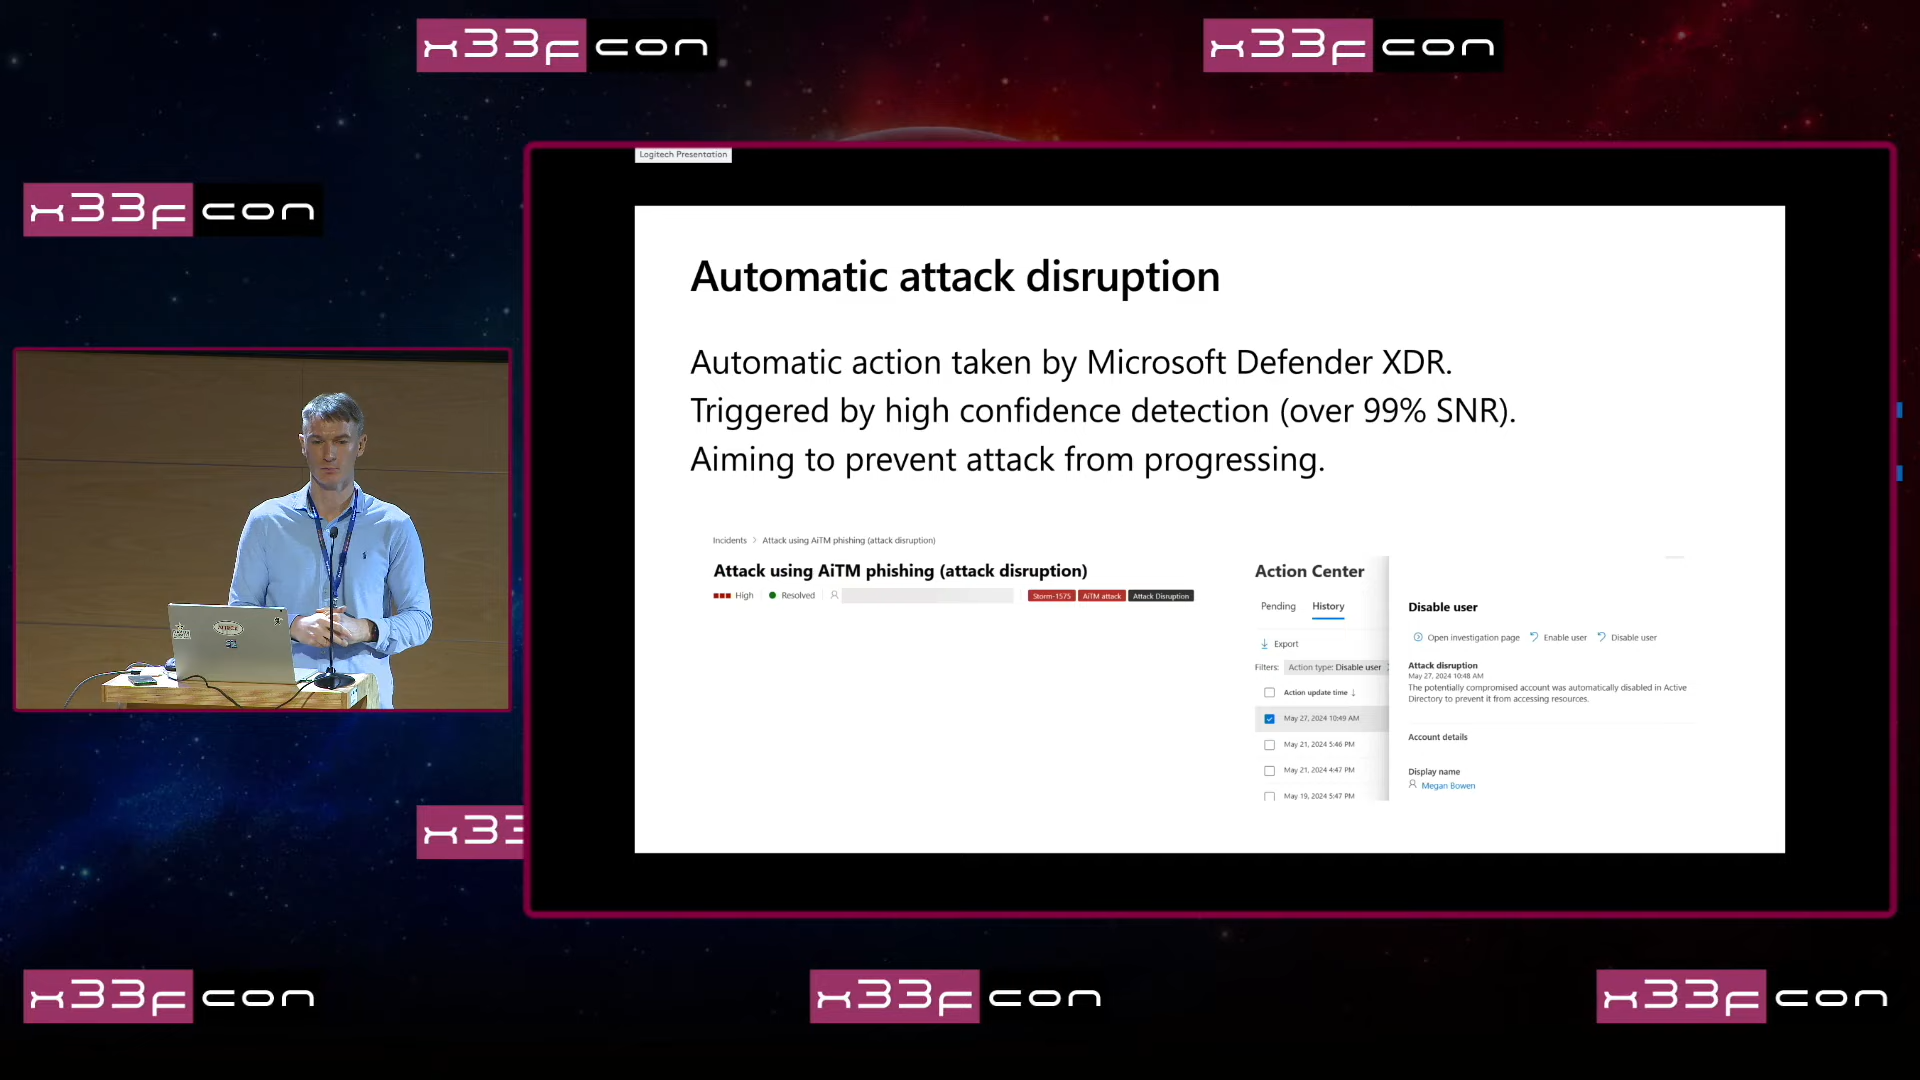 x33fcon
x33fcon
x33fcon
Logitech Presentation
Automatic attack disruption
Automatic action taken by Microsoft Defender XDR.
Triggered by high confidence detection (over 99% SNR).
Aiming to prevent attack from progressing.
Incidents > Attack using AiTM phishing (attack disruption)
Attack using AiTM phishing (attack disruption)
High Resolved Storm-1575 AiTM attack Attack Disruption
Action Center
Pending History
Export
Filters: Action type: Disable user
Action update time ↓
May 27, 2024 10:49 AM
May 21, 2024 5:46 PM
May 21, 2024 4:47 PM
May 19, 2024 5:47 PM
Disable user
Open investigation page Enable user Disable user
Attack disruption
May 27, 2024 10:48 AM
The potentially compromised account was automatically disabled in Active
Directory to prevent it from accessing resources.
Account details
Display name
Megan Bowen
x33
x33fcon
x33fcon
x33fcon